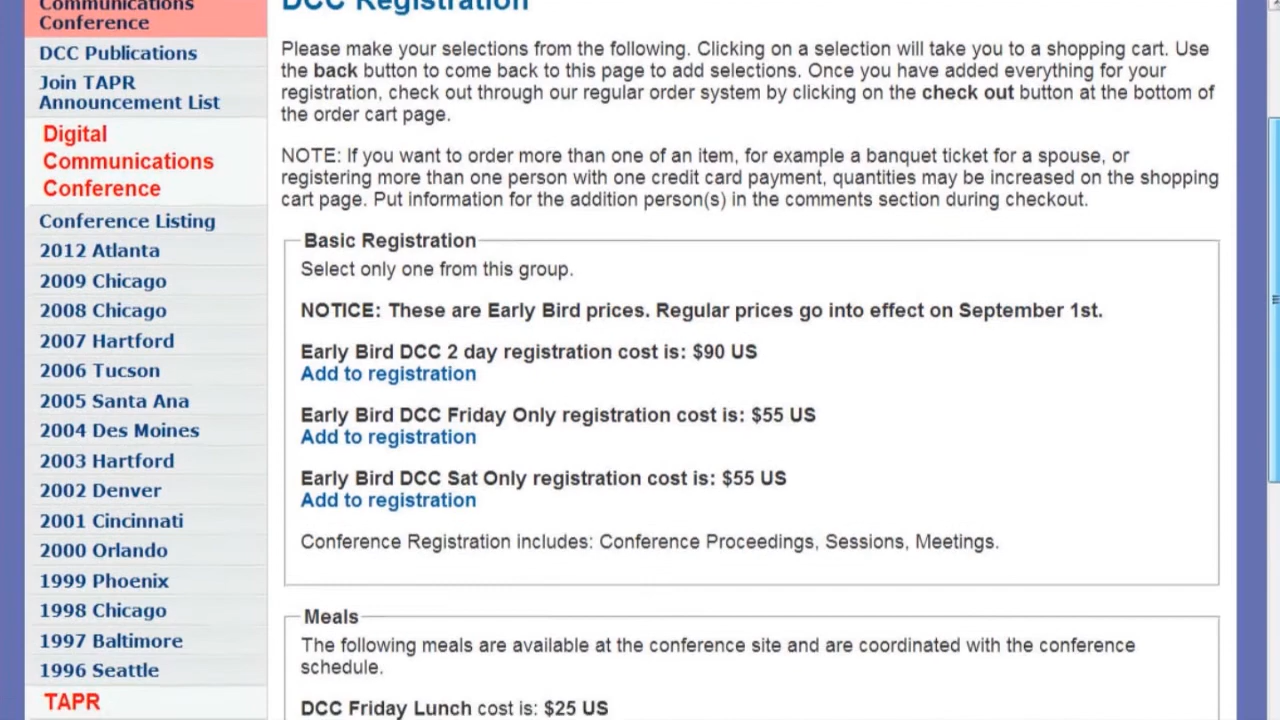 Communications
Conference
DCC Publications
Join TAPR
Announcement List
Digital
Communications
Conference
Conference Listing
2012 Atlanta
2009 Chicago
2008 Chicago
2007 Hartford
2006 Tucson
2005 Santa Ana
2004 Des Moines
2003 Hartford
2002 Denver
2001 Cincinnati
2000 Orlando
1999 Phoenix
1998 Chicago
1997 Baltimore
1996 Seattle
TAPR
DCC Registration
Please make your selections from the following. Clicking on a selection will take you to a shopping cart. Use
the back button to come back to this page to add selections. Once you have added everything for your
registration, check out through our regular order system by clicking on the check out button at the bottom of
the order cart page.
NOTE: If you want to order more than one of an item, for example a banquet ticket for a spouse, or
registering more than one person with one credit card payment, quantities may be increased on the shopping
cart page. Put information for the addition person(s) in the comments section during checkout.
Basic Registration
Select only one from this group.
NOTICE: These are Early Bird prices. Regular prices go into effect on September 1st.
Early Bird DCC 2 day registration cost is: $90 US
Add to registration
Early Bird DCC Friday Only registration cost is: $55 US
Add to registration
Early Bird DCC Sat Only registration cost is: $55 US
Add to registration
Conference Registration includes: Conference Proceedings, Sessions, Meetings.
Meals
The following meals are available at the conference site and are coordinated with the conference
schedule.
DCC Friday Lunch cost is: $25 US